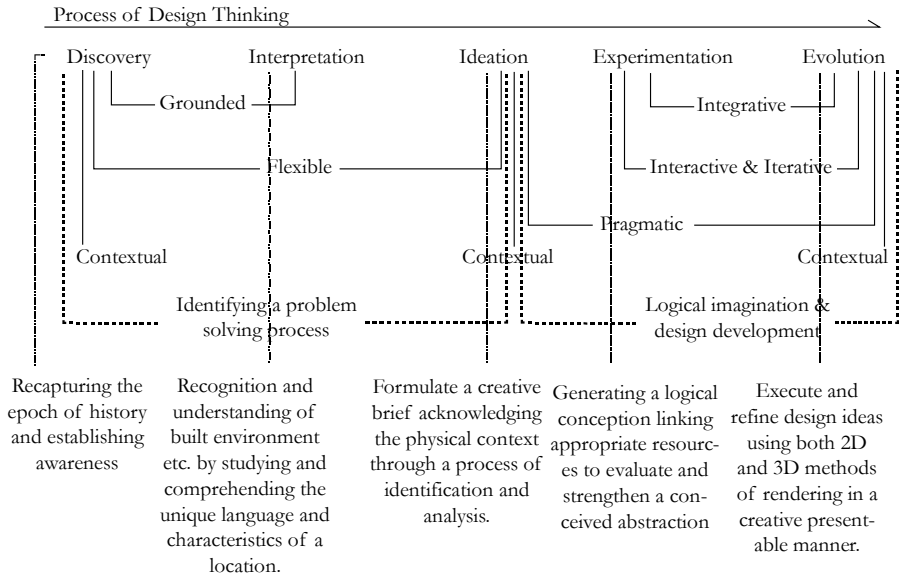 Process of Design Thinking
Discovery
Interpretation
Ideation
Experimentation
Evolution
Grounded
Integrative
Flexible
Interactive & Iterative
Pragmatic
Contextual
Contextual
Contextual
Identifying a problem
solving process
Logical imagination &
design development
Recapturing the
epoch of history
and establishing
awareness
Recognition and
understanding of
built environment
etc. by studying and
comprehending the
unique language and
characteristics of a
location.
Formulate a creative
brief acknowledging
the physical context
through a process of
identification and
analysis.
Generating a logical
conception linking
appropriate resourc-
es to evaluate and
strengthen a con-
ceived abstraction
Execute and
refine design ideas
using both 2D
and 3D methods
of rendering in a
creative present-
able manner.